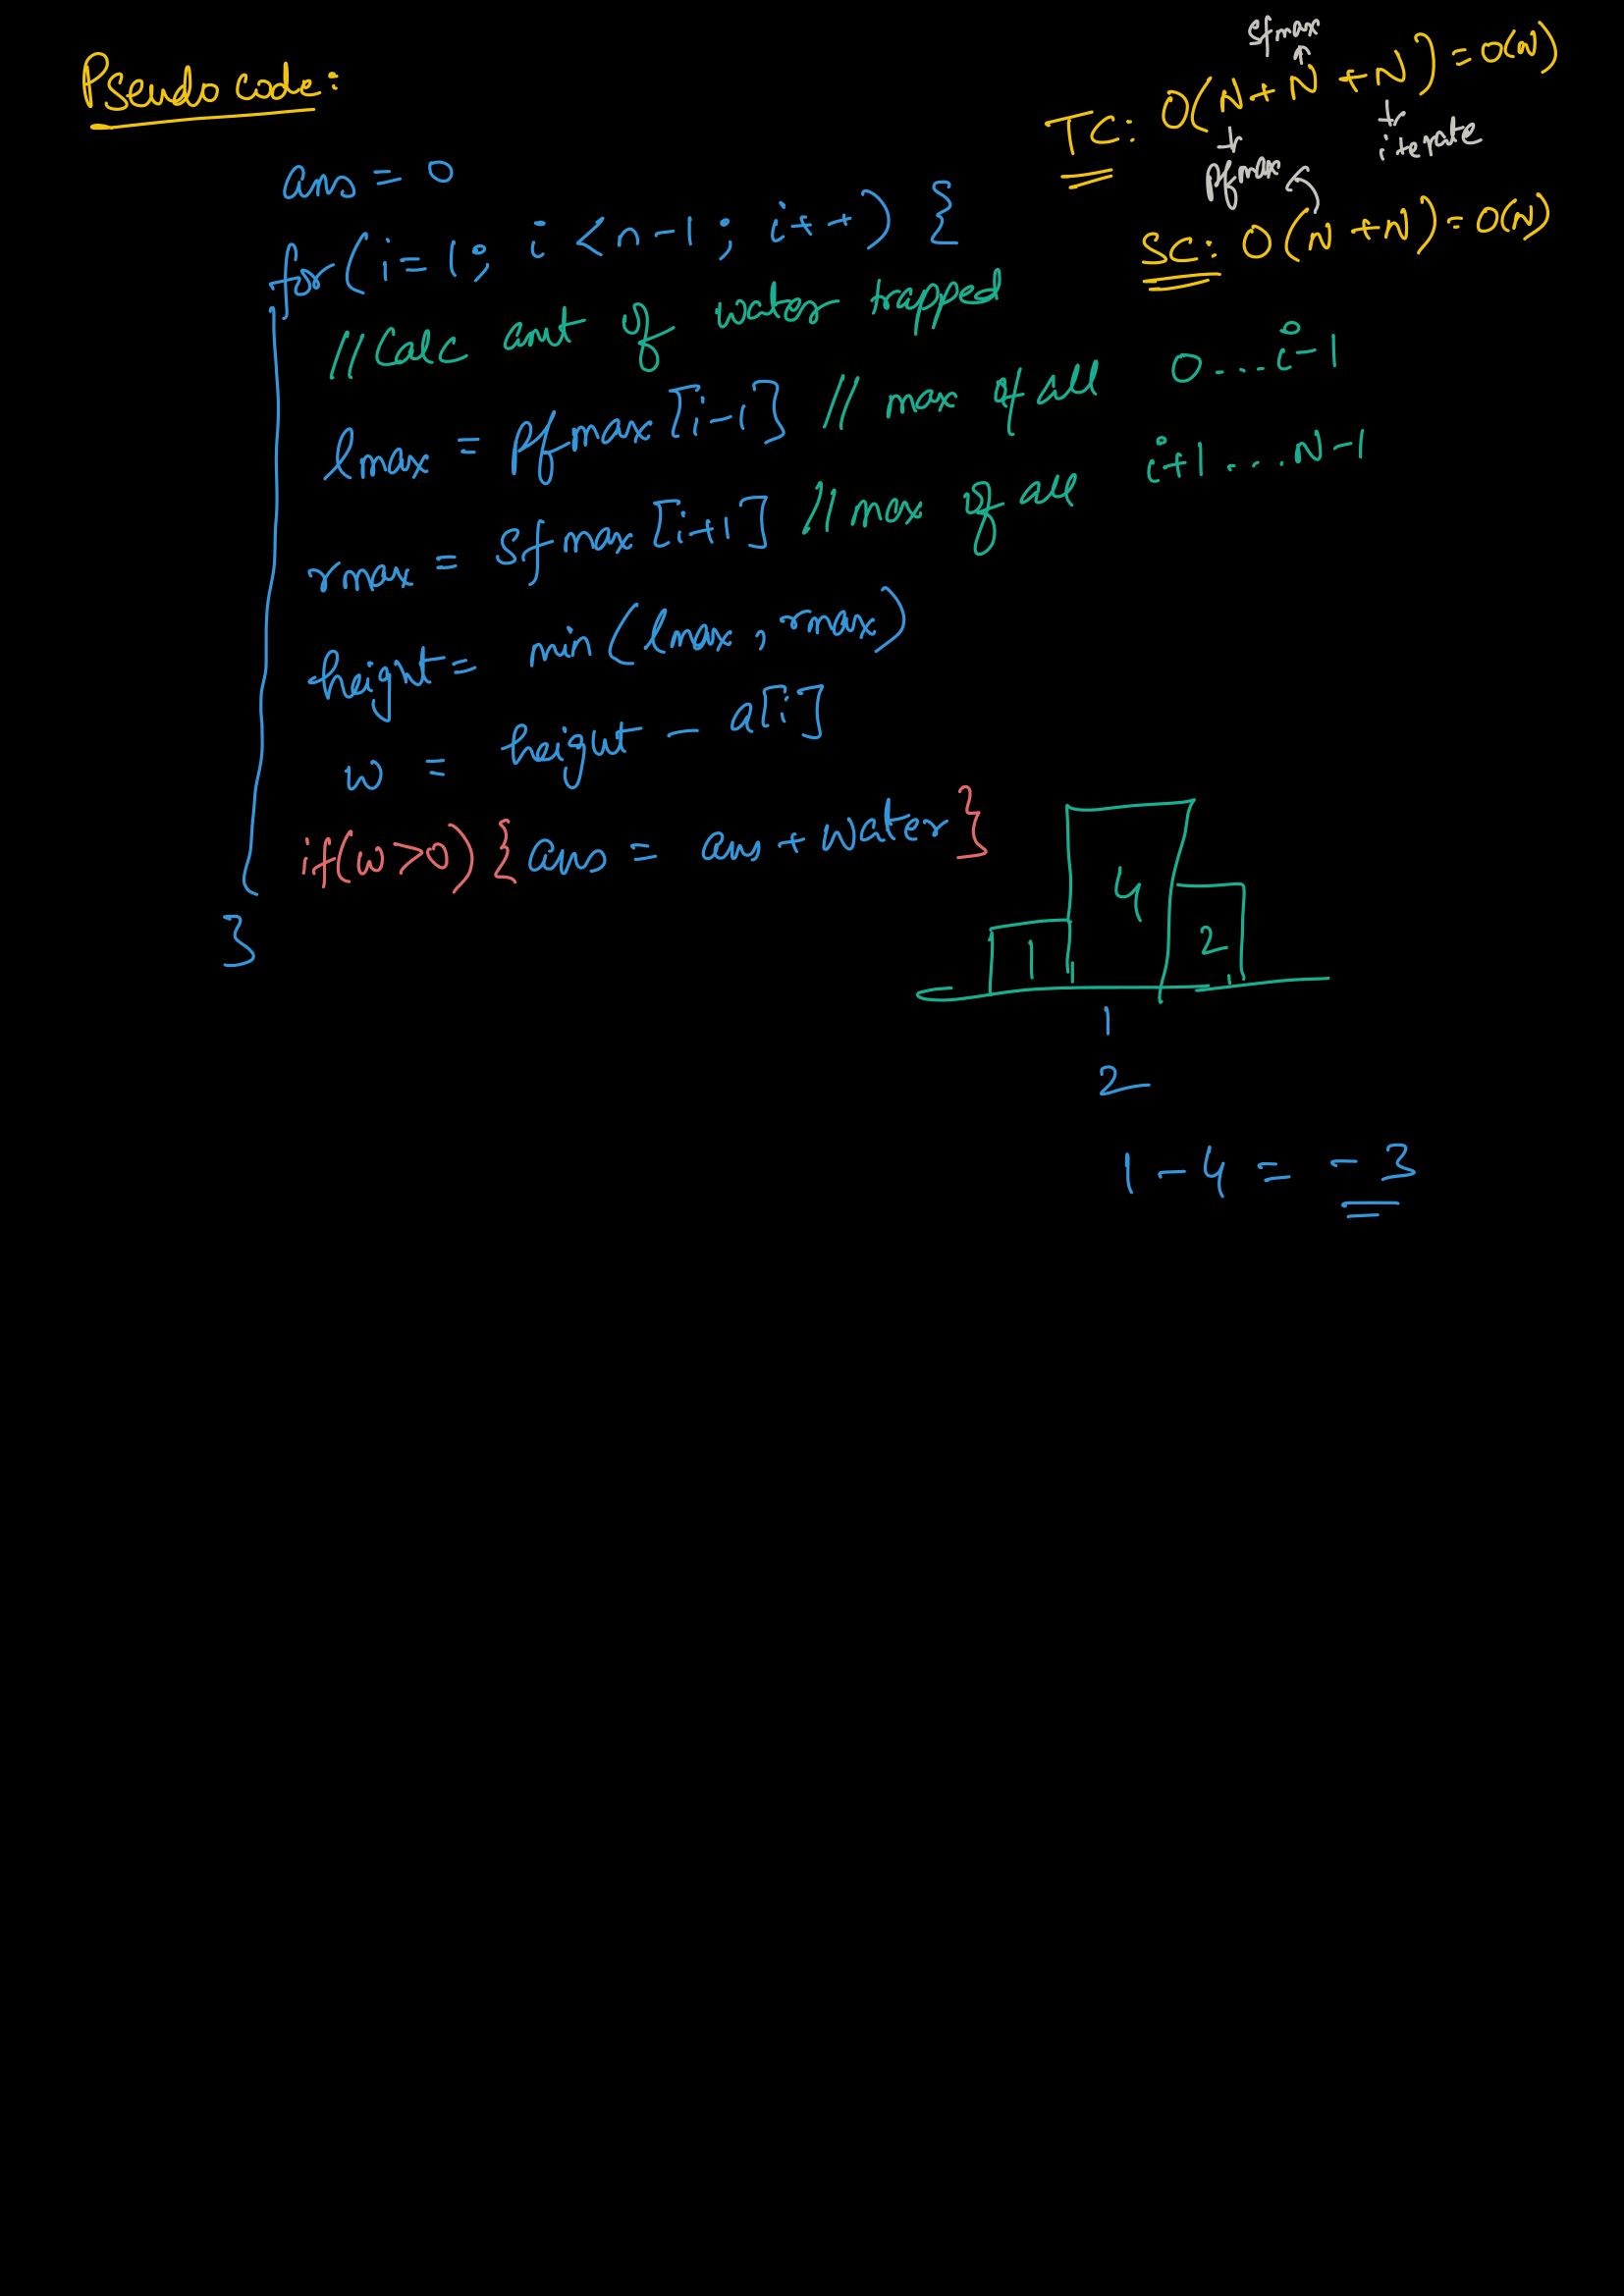 Pseudo code:
ans = 0
for(i=1; i<n-1; i++) {
//Calc amt of water trapped
lmax = Pfmax[i-1] // max of all 0...i-1
rmax = Sfmax[i+1] // max of all i+1...N-1
height = min(lmax, rmax)
w = height - a[i]
if(w>0) {ans = ans + water}
}
sfmax
TC: O(N+N+N) = O(N)
Pfmax
iterate
SC: O(N+N) = O(N)
1 4 2
1
2
1-4 = -3